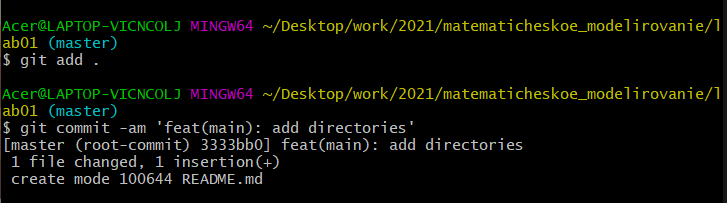 Acer@LAPTOP-VICNCOLJ MINGW64 ~/Desktop/work/2021/matematicheskoe_modelirovanie/l
ab01 (master)
$ git add .
Acer@LAPTOP-VICNCOLJ MINGW64 ~/Desktop/work/2021/matematicheskoe_modelirovanie/l
ab01 (master)
$ git commit -am 'feat(main): add directories'
[master (root-commit) 3333bb0] feat(main): add directories
 1 file changed, 1 insertion(+)
 create mode 100644 README.md